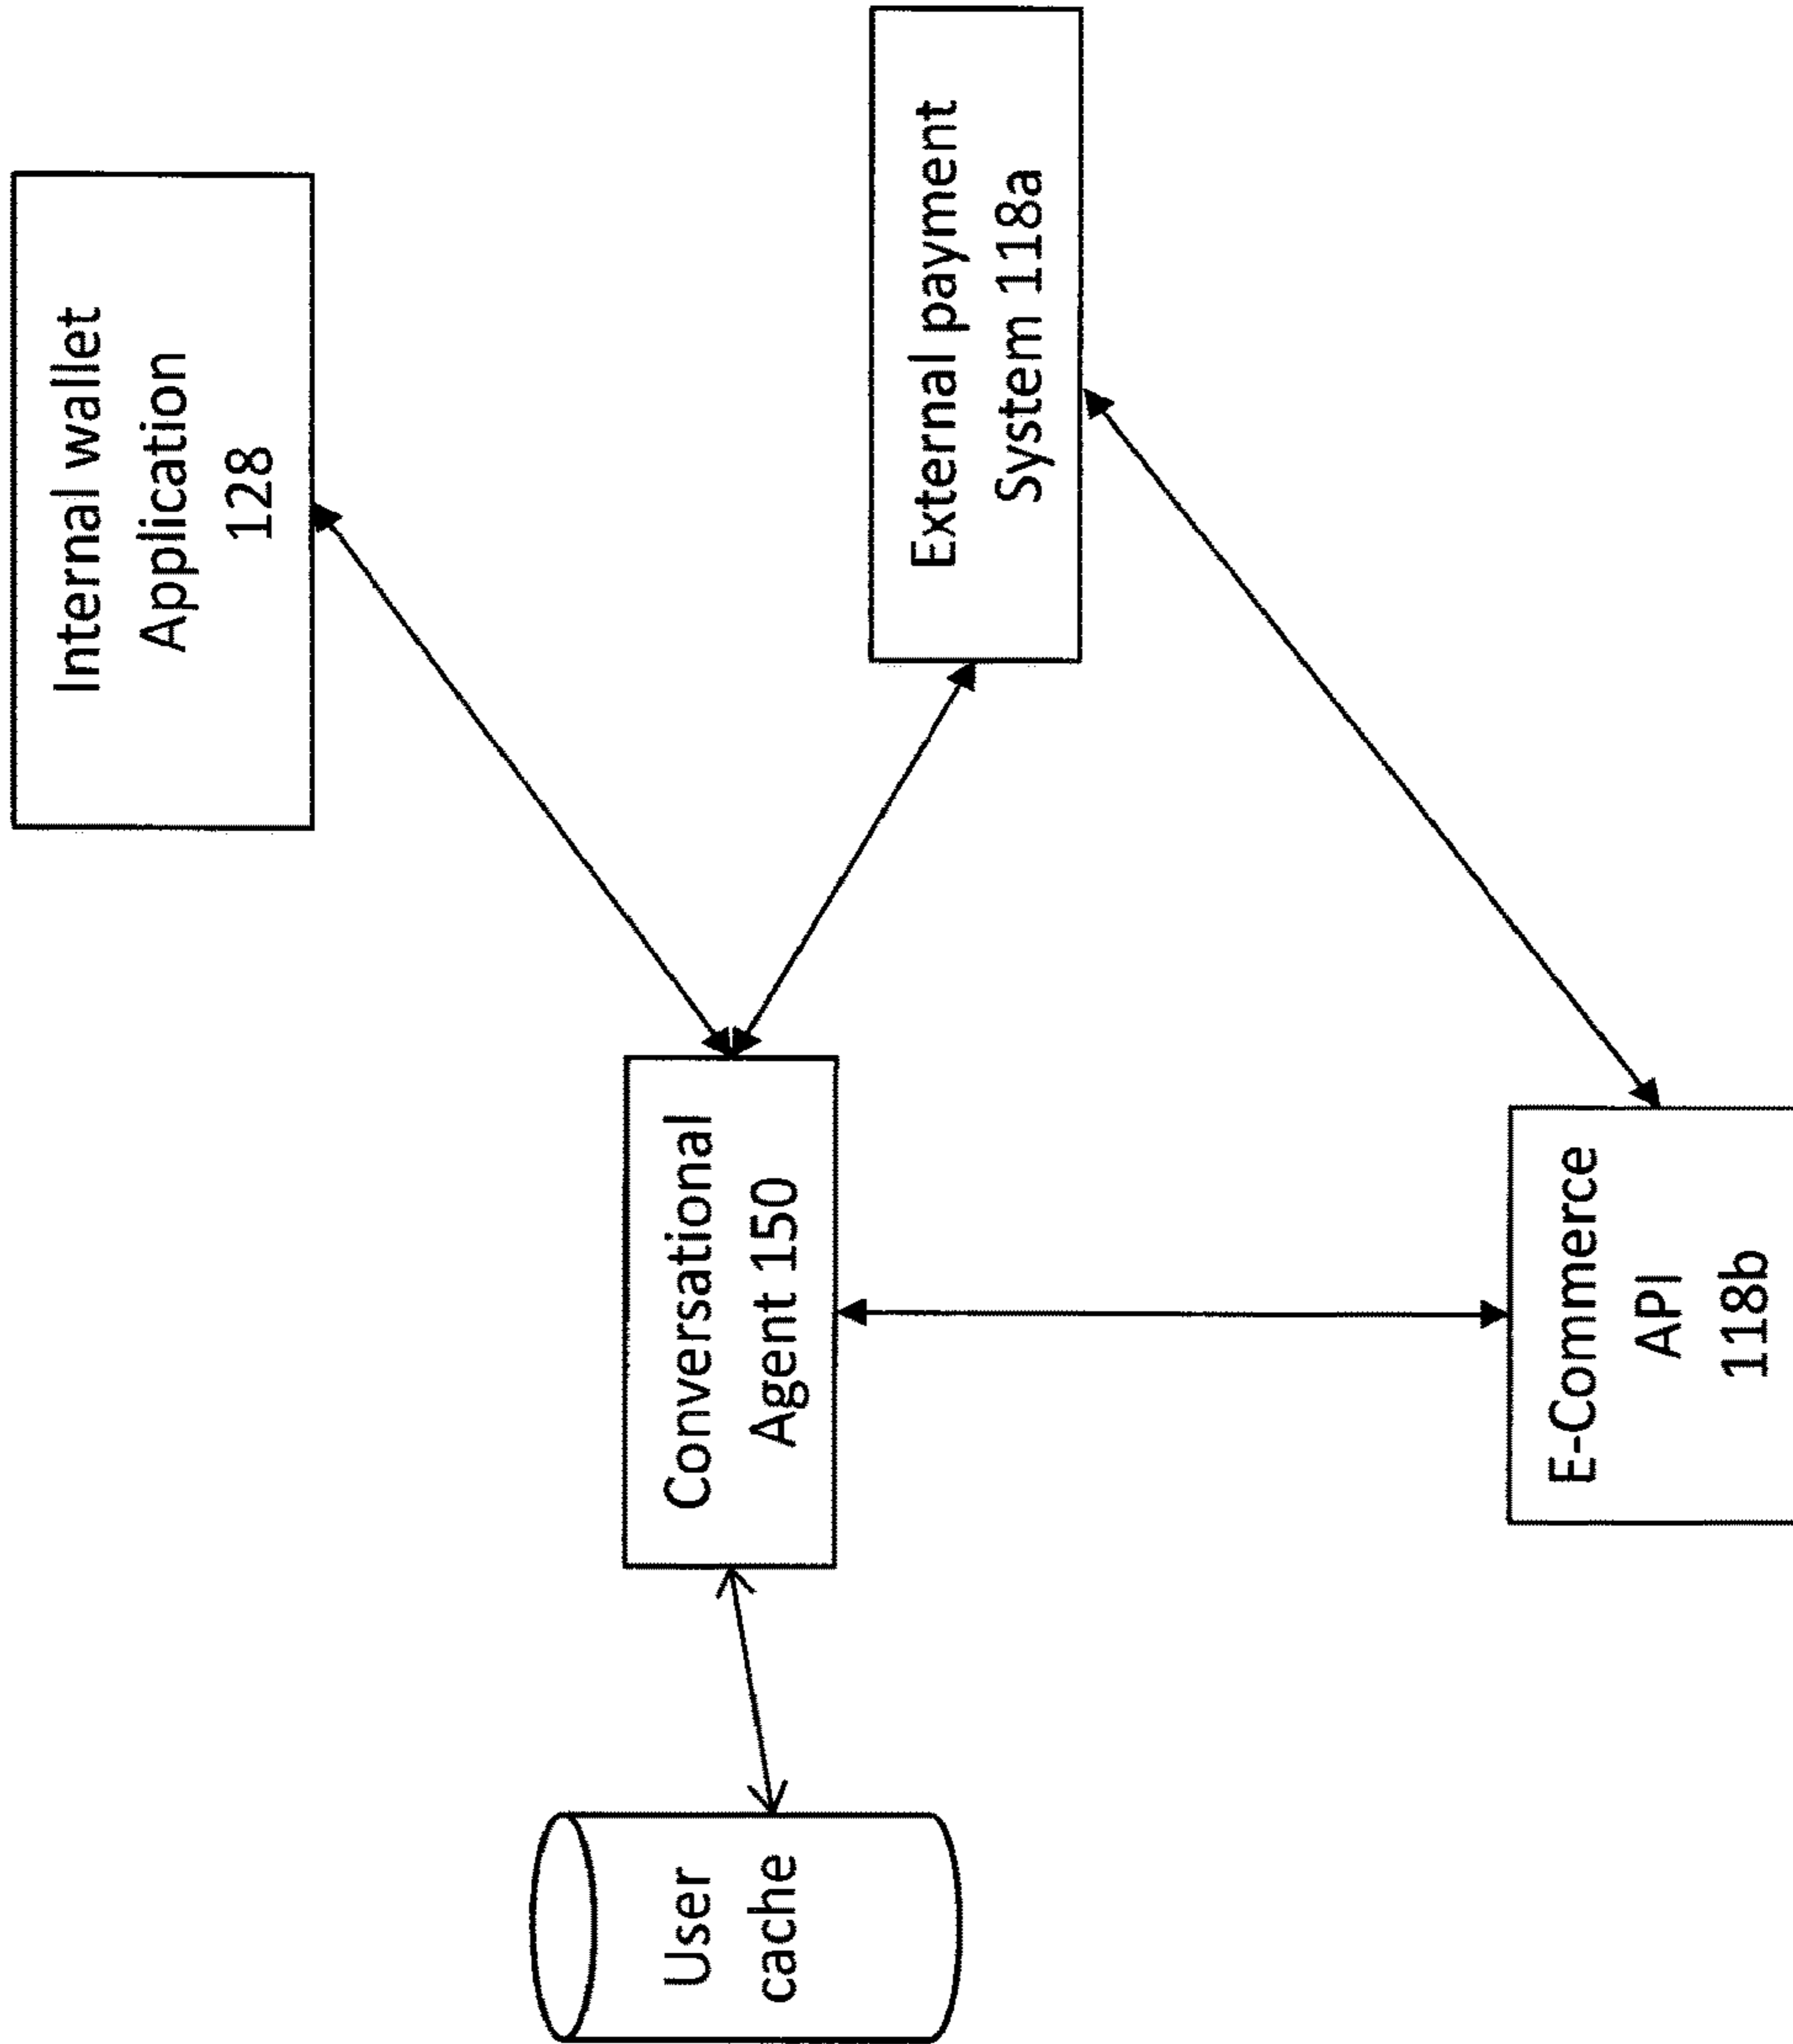 Internal wallet
Application
128
External payment
System 118a
Conversational
Agent 150
E-Commerce
API
118b
User
cache